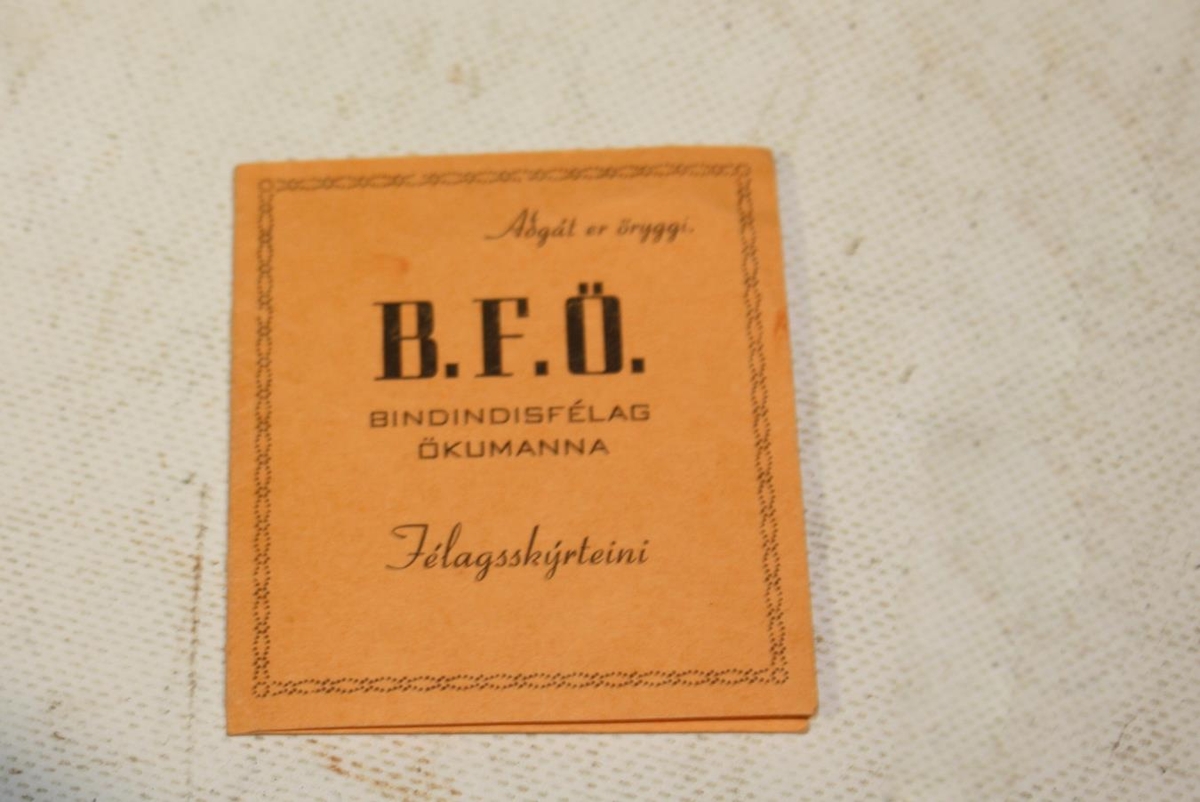 Aðgát er öryggi.
B.F.Ö.
BINDINDISFÉLAG
ÖKUMANNA
Félagsskýrteini